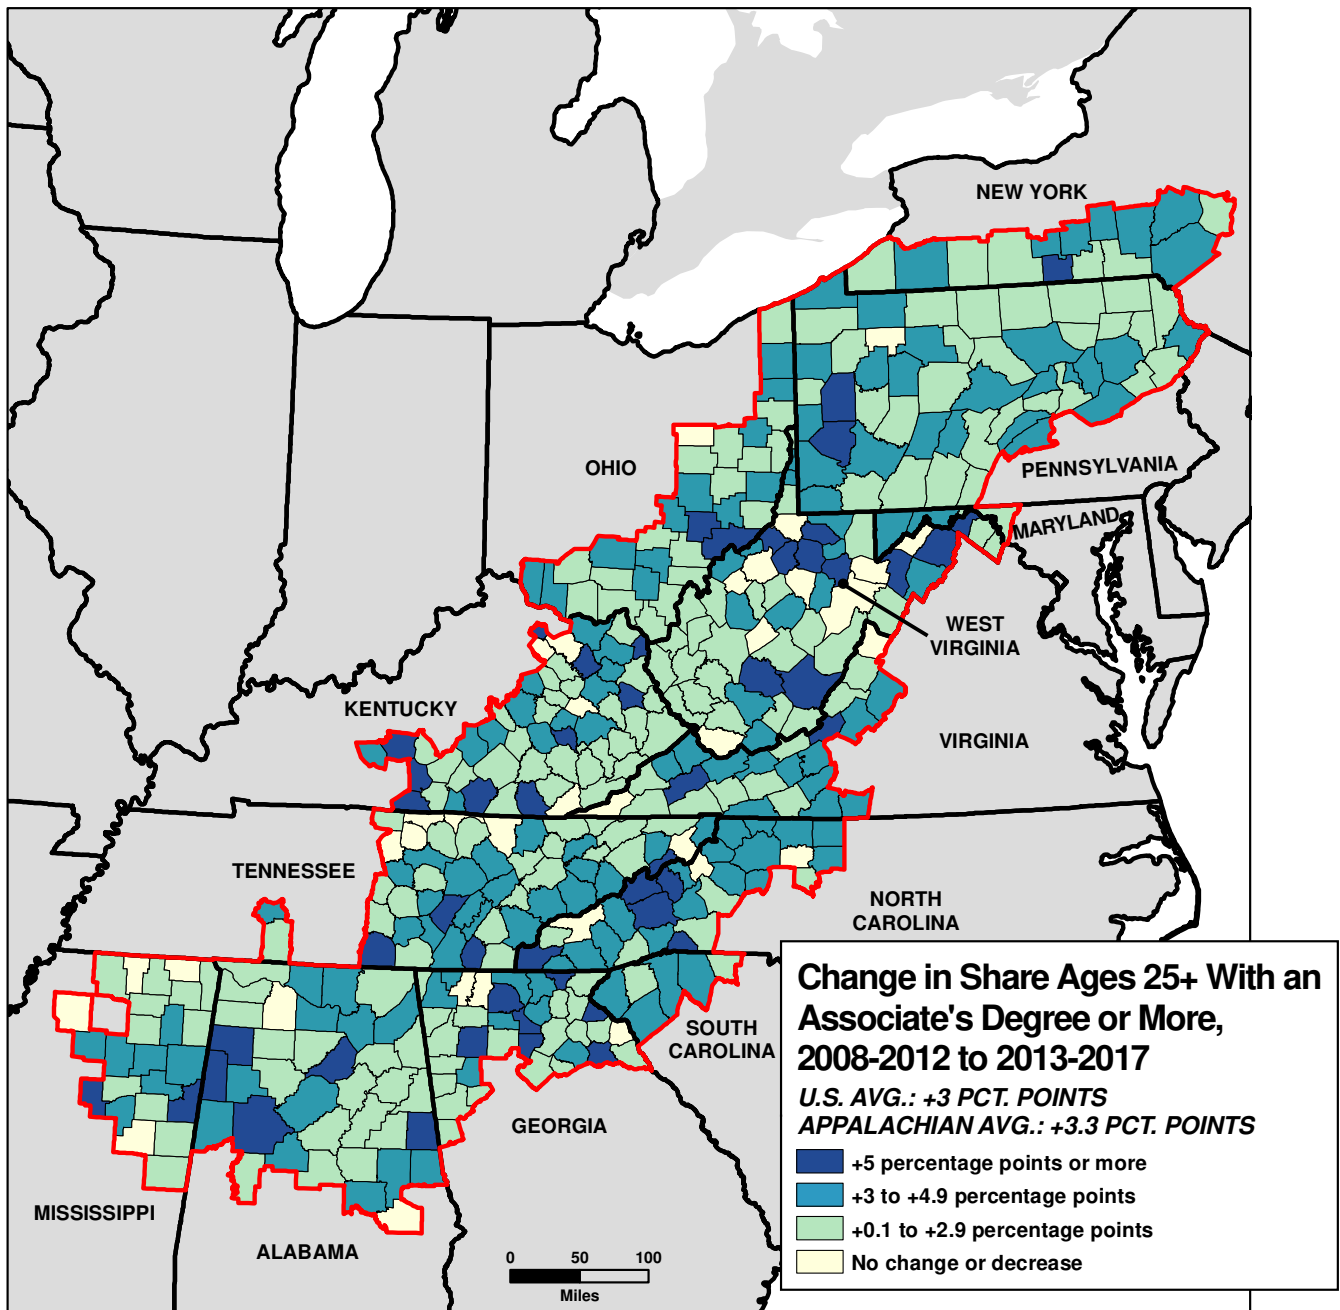 NEW YORK
OHIO
PENNSYLVANIA
MARYLAND
WEST
VIRGINIA
KENTUCKY
VIRGINIA
TENNESSEE
NORTH
CAROLINA
SOUTH
CAROLINA
GEORGIA
MISSISSIPPI
ALABAMA
0 50 100
Miles
Change in Share Ages 25+ With an
Associate's Degree or More,
2008-2012 to 2013-2017
U.S. AVG.: +3 PCT. POINTS
APPALACHIAN AVG.: +3.3 PCT. POINTS
+5 percentage points or more
+3 to +4.9 percentage points
+0.1 to +2.9 percentage points
No change or decrease